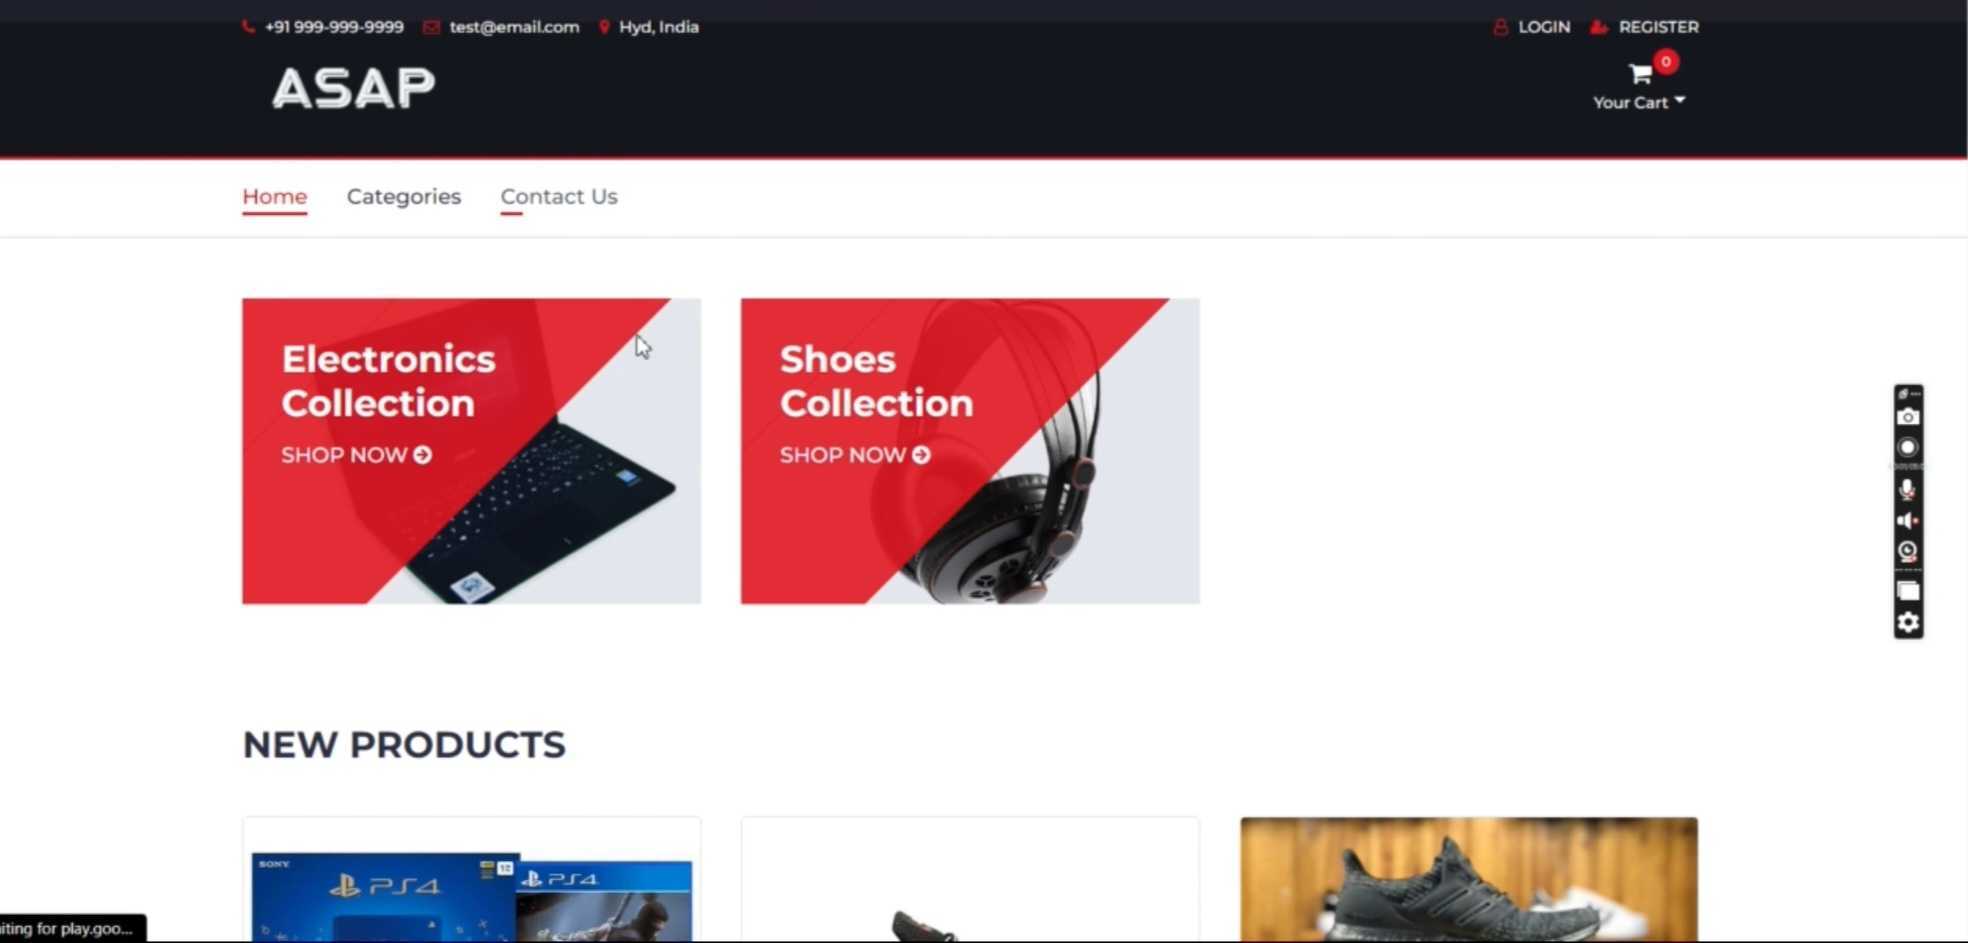 +91 999-999-9999 test@email.com Hyd, India LOGIN REGISTER
ASAP
0
Your Cart
Home Categories Contact Us
Electronics
Collection
SHOP NOW
Shoes
Collection
SHOP NOW
NEW PRODUCTS
SONY
PS4
PS4
iting for play.goo...